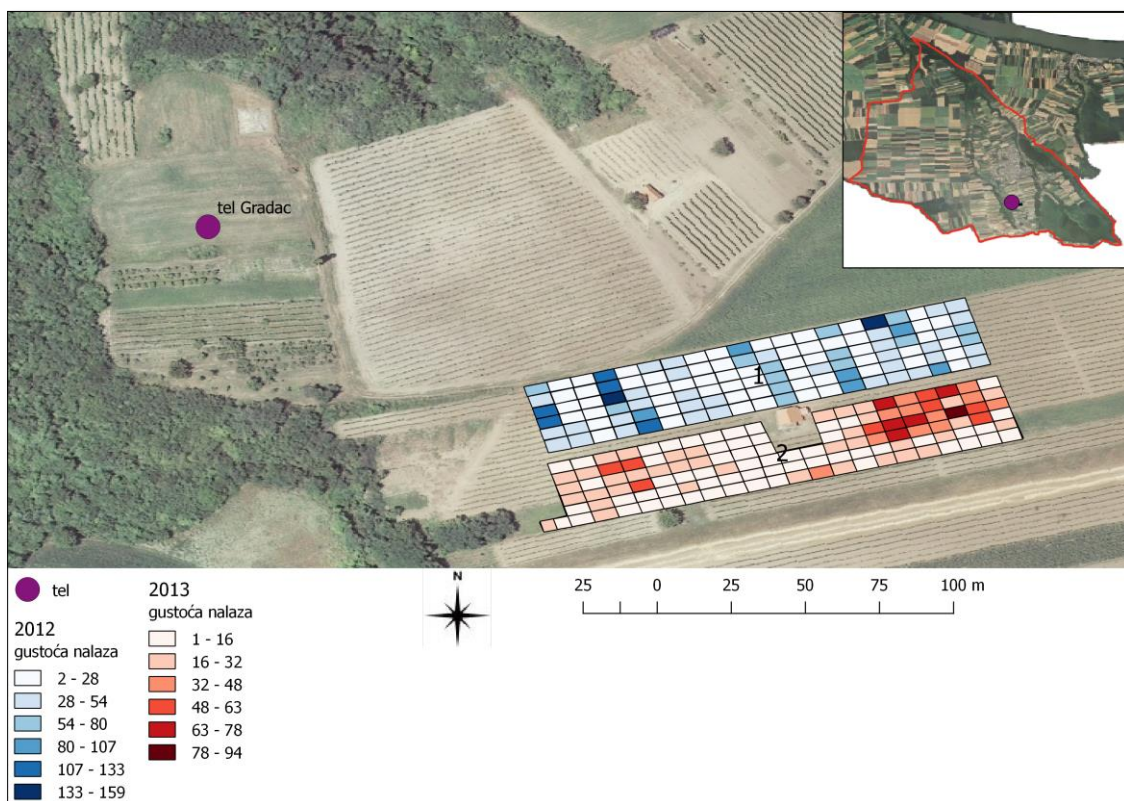 tel Gradac
1
2
tel
2012
gustoća nalaza
2 - 28
28 - 54
54 - 80
80 - 107
107 - 133
133 - 159
2013
gustoća nalaza
1 - 16
16 - 32
32 - 48
48 - 63
63 - 78
78 - 94
N
25 0 25 50 75 100 m